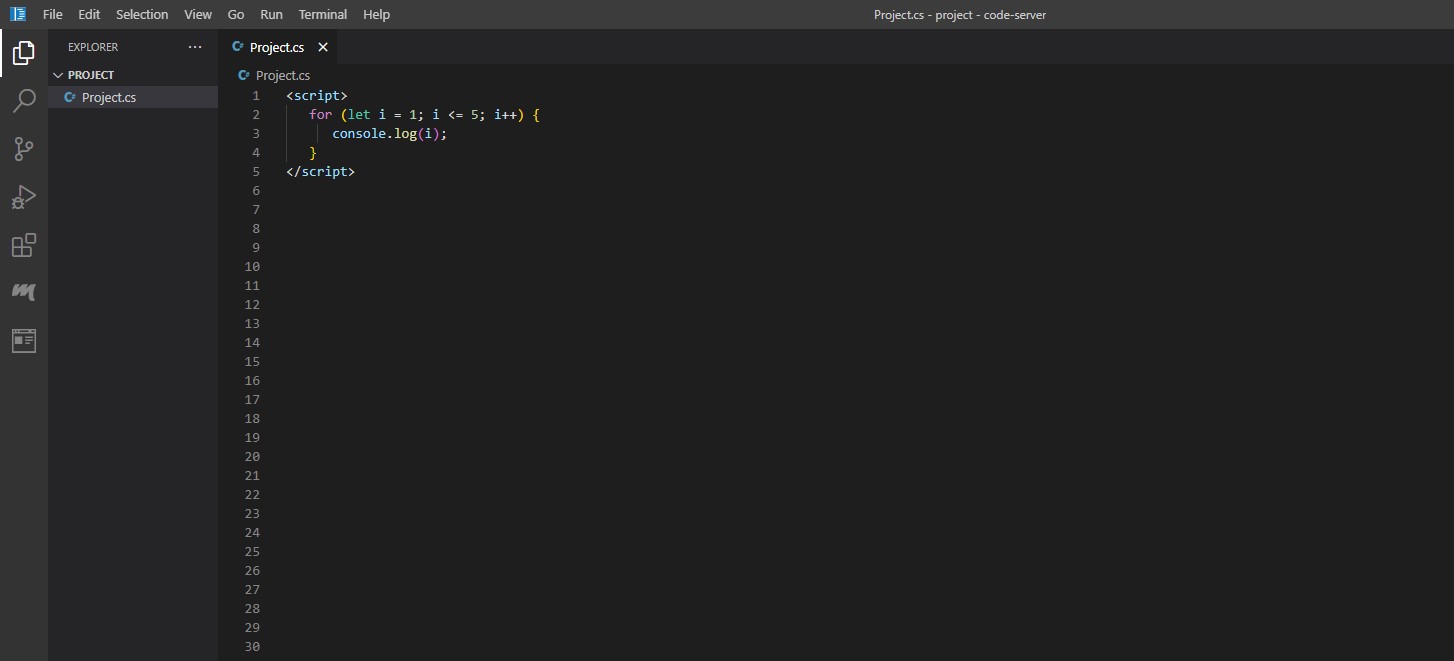 File Edit Selection View Go Run Terminal Help Project.cs - project - code-server
EXPLORER ···
PROJECT
C# Project.cs
C# Project.cs ×
C# Project.cs
1 <script>
2 for (let i = 1; i <= 5; i++) {
3 console.log(i);
4 }
5 </script>
6
7
8
9
10
11
12
13
14
15
16
17
18
19
20
21
22
23
24
25
26
27
28
29
30